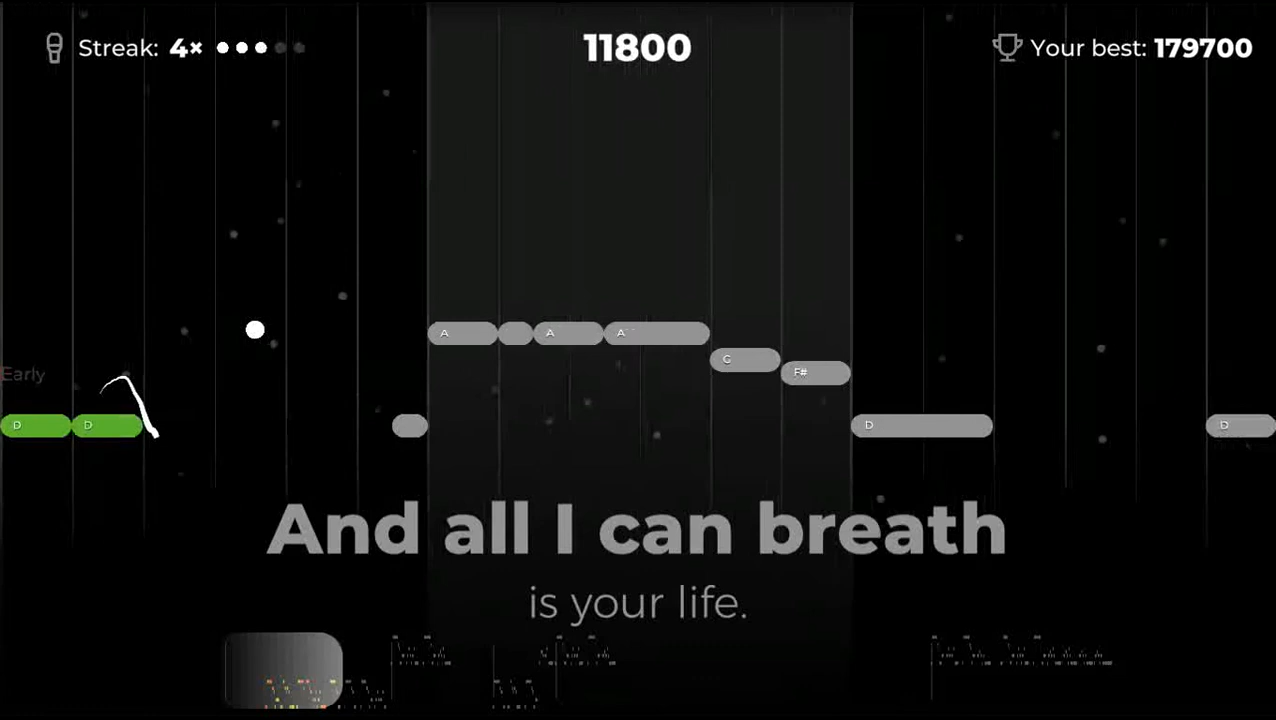 Streak: 4× 11800 Your best: 179700
A A A G F#
Early
D D D D
And all I can breath
is your life.